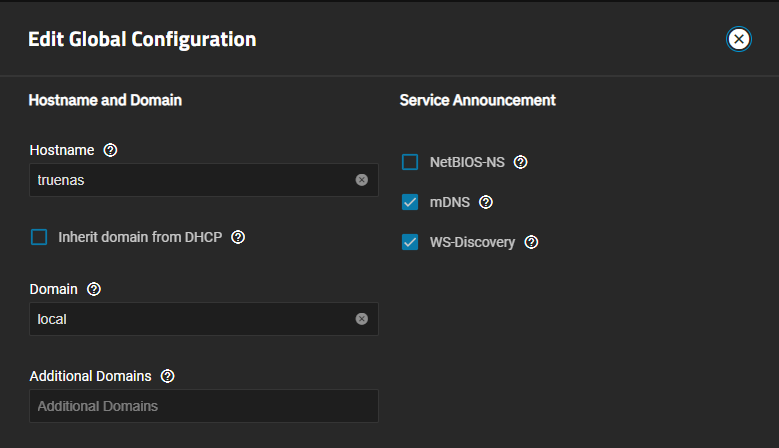 Edit Global Configuration
Hostname and Domain
Hostname
truenas
Inherit domain from DHCP
Domain
local
Additional Domains
Additional Domains
Service Announcement
NetBIOS-NS
mDNS
WS-Discovery